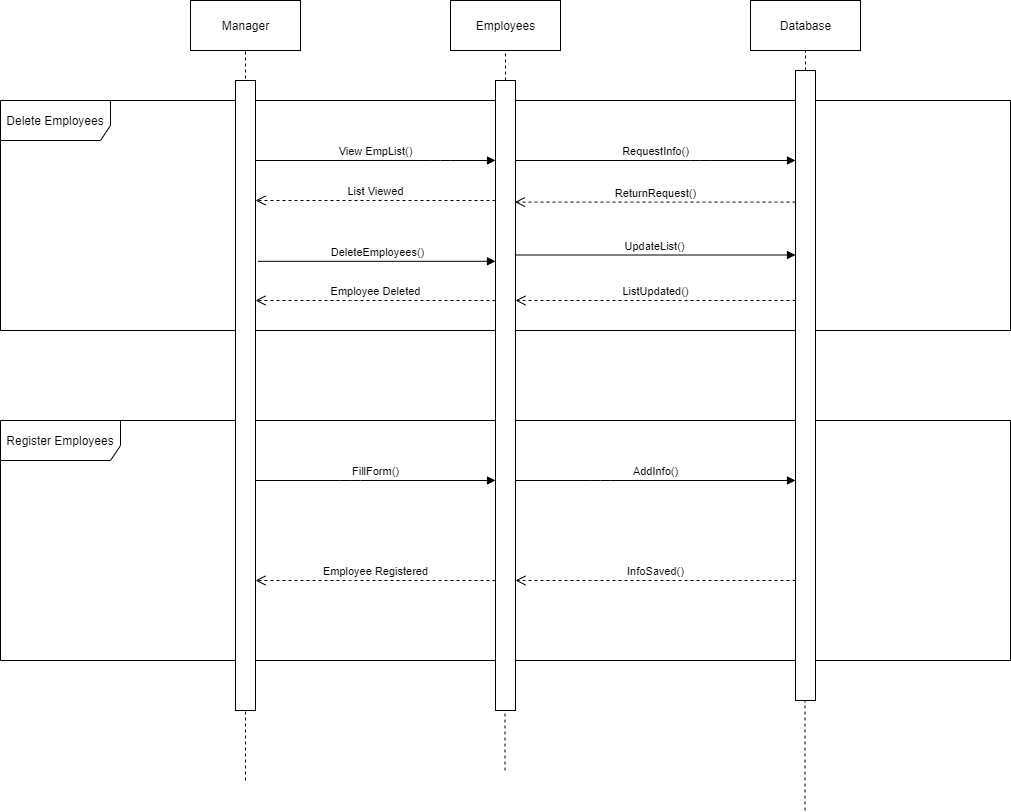 Manager
Employees
Database
Delete Employees
View EmpList()
RequestInfo()
List Viewed
ReturnRequest()
DeleteEmployees()
UpdateList()
Employee Deleted
ListUpdated()
Register Employees
FillForm()
AddInfo()
Employee Registered
InfoSaved()